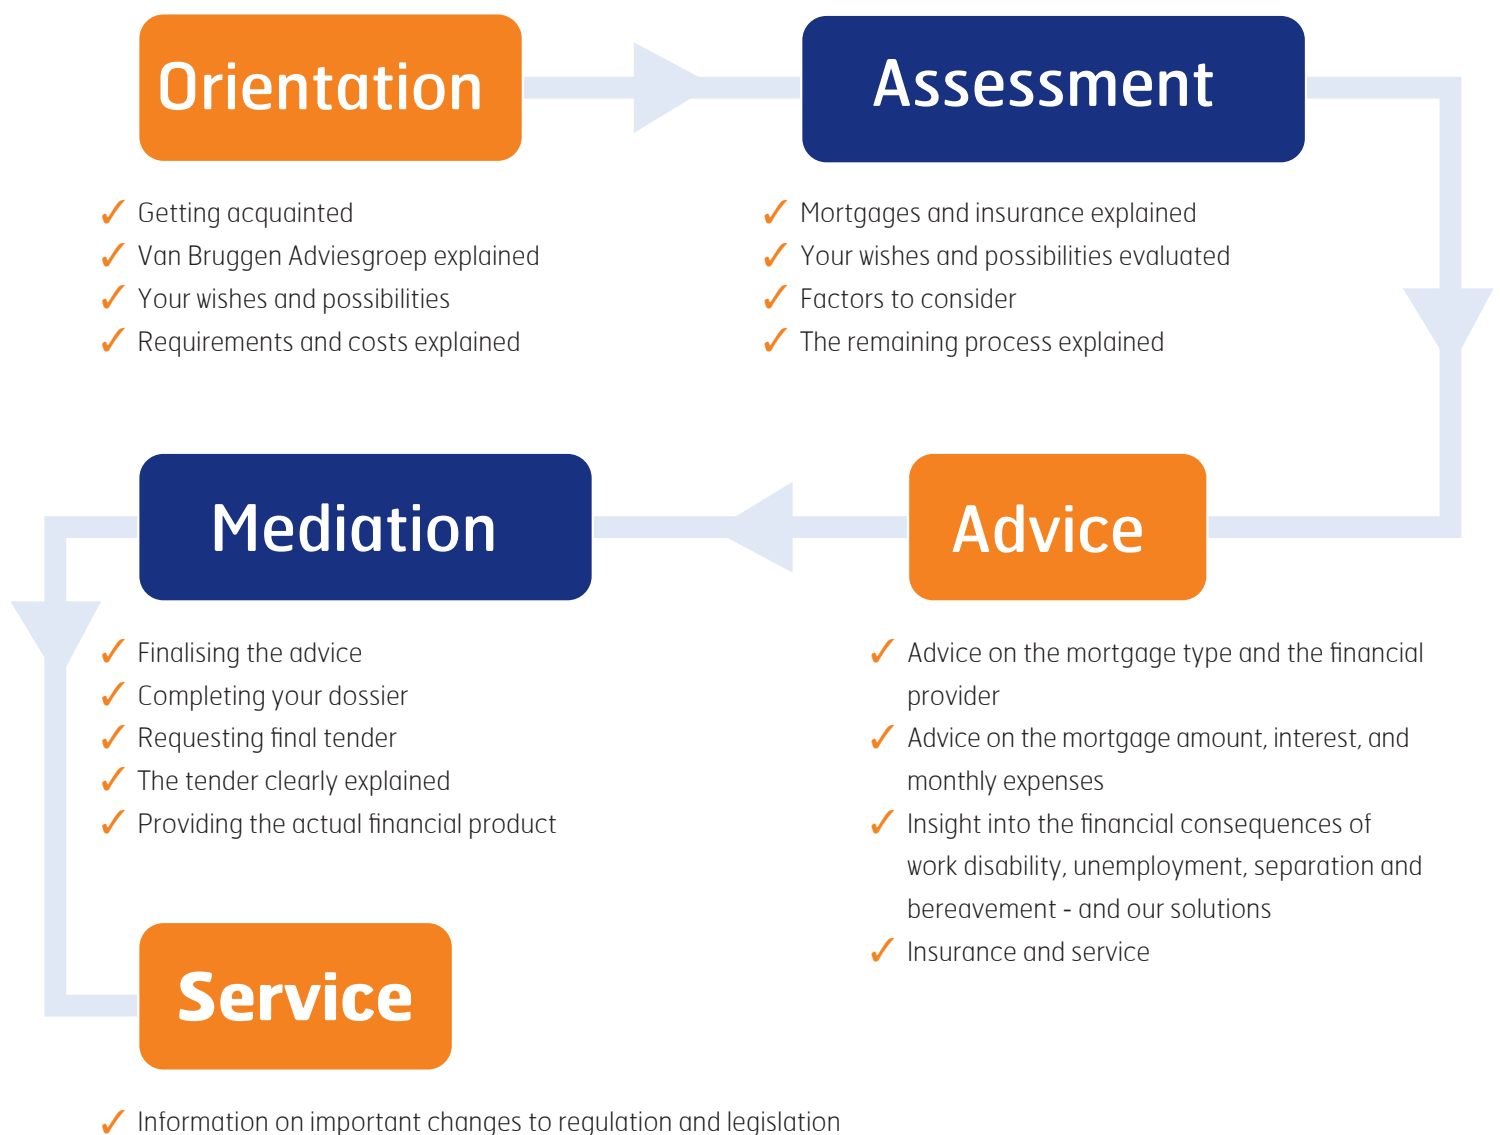 Orientation
✓ Getting acquainted
✓ Van Bruggen Adviesgroep explained
✓ Your wishes and possibilities
✓ Requirements and costs explained
Assessment
✓ Mortgages and insurance explained
✓ Your wishes and possibilities evaluated
✓ Factors to consider
✓ The remaining process explained
Advice
✓ Advice on the mortgage type and the financial
provider
✓ Advice on the mortgage amount, interest, and
monthly expenses
✓ Insight into the financial consequences of
work disability, unemployment, separation and
bereavement - and our solutions
✓ Insurance and service
Mediation
✓ Finalising the advice
✓ Completing your dossier
✓ Requesting final tender
✓ The tender clearly explained
✓ Providing the actual financial product
Service
✓ Information on important changes to regulation and legislation